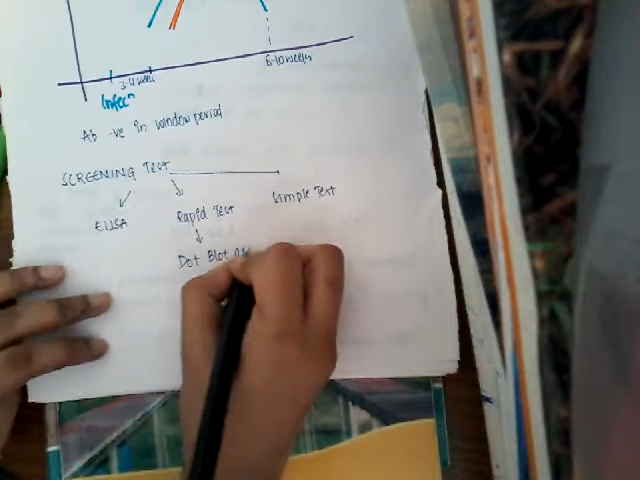 3-4 week
6-10 weeks
Infecⁿ
Ab -ve in window period
SCREENING TEST
ELISA
Rapid Test
Simple Test
Dot Blot